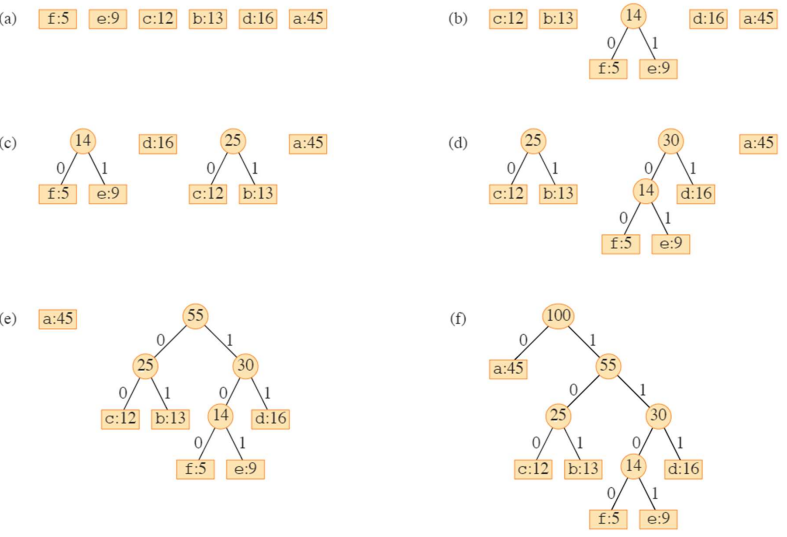 (a) f:5 e:9 c:12 b:13 d:16 a:45
(b) c:12 b:13 14 d:16 a:45
0 1
f:5 e:9
(c) 14 d:16 25 a:45
0 1 0 1
f:5 e:9 c:12 b:13
(d) 25 30 a:45
0 1 0 1
c:12 b:13 14 d:16
0 1
f:5 e:9
(e) a:45 55
0 1
25 30
0 1 0 1
c:12 b:13 14 d:16
0 1
f:5 e:9
(f) 100
0 1
a:45 55
0 1
25 30
0 1 0 1
c:12 b:13 14 d:16
0 1
f:5 e:9